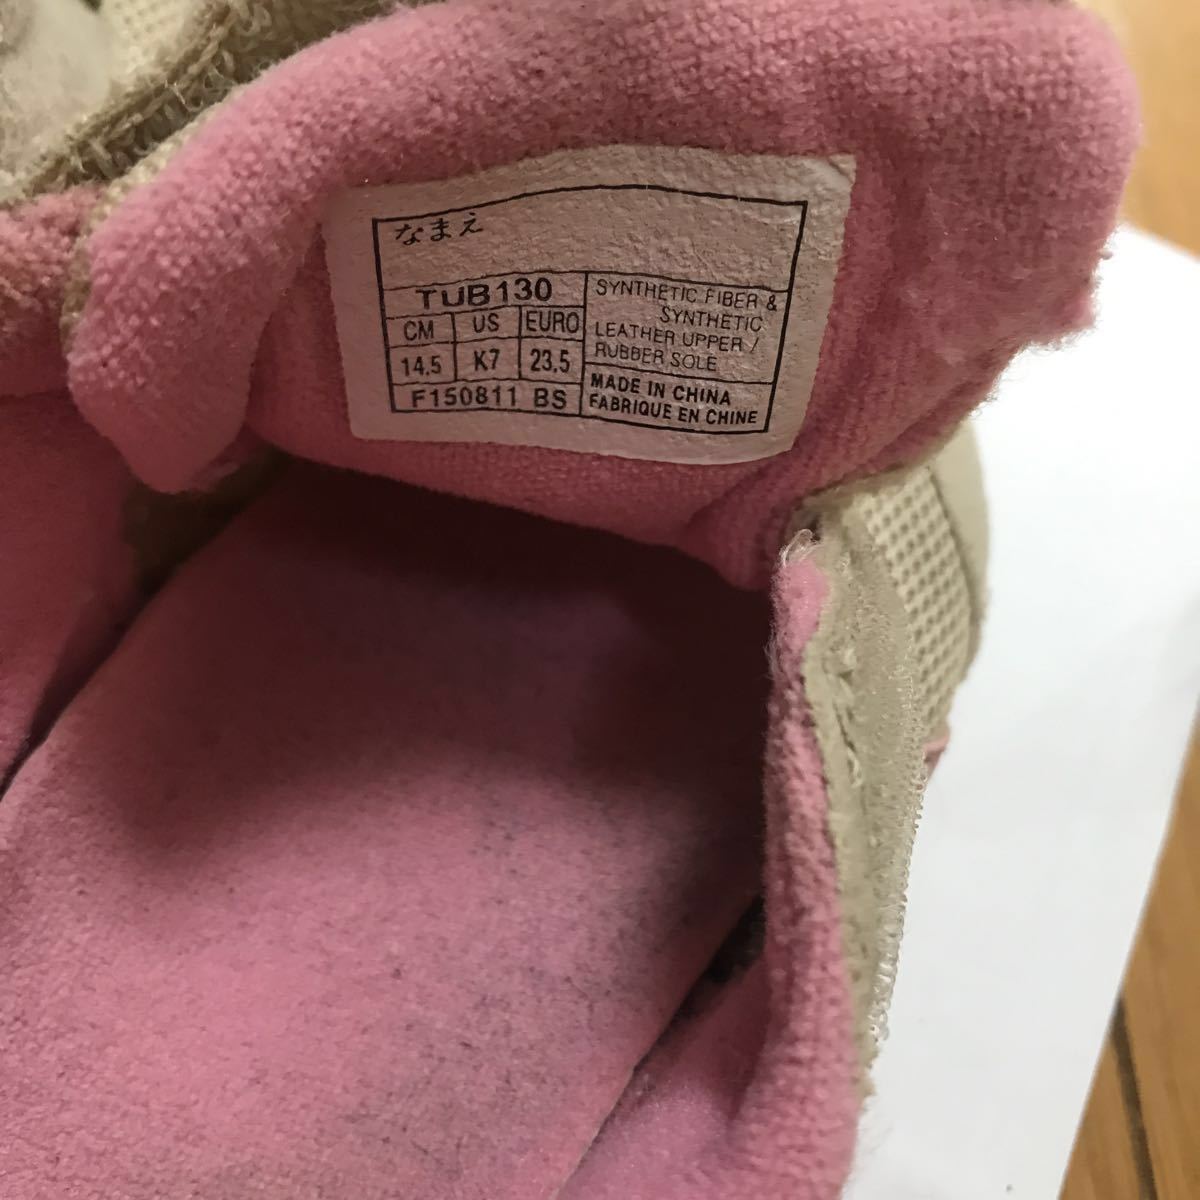 なまえ
TUB130
CM US EURO
14.5 K7 23.5
F150811 BS
SYNTHETIC FIBER &
SYNTHETIC
LEATHER UPPER /
RUBBER SOLE
MADE IN CHINA
FABRIQUE EN CHINE